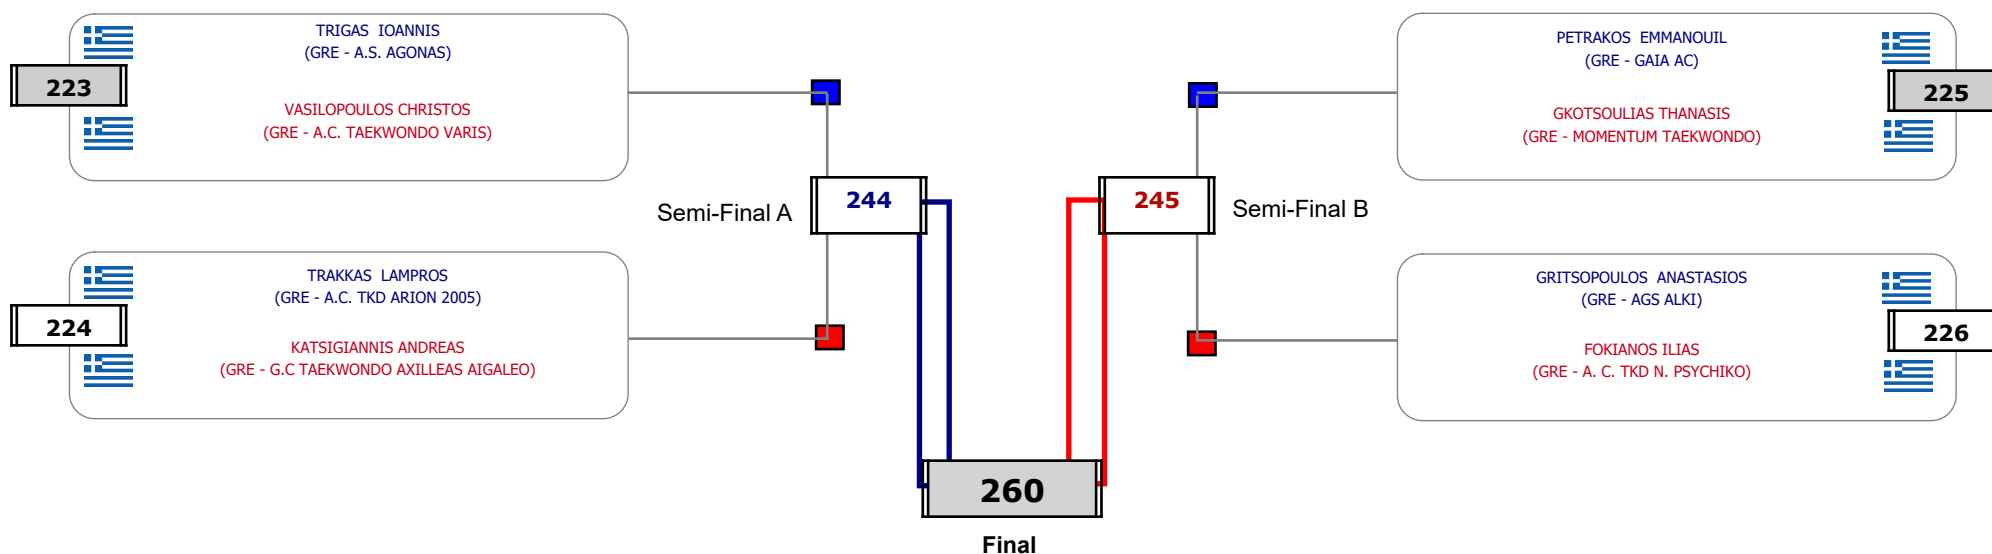 TRIGAS IOANNIS
(GRE - A.S. AGONAS)
223
VASILOPOULOS CHRISTOS
(GRE - A.C. TAEKWONDO VARIS)
TRAKKAS LAMPROS
(GRE - A.C. TKD ARION 2005)
224
KATSIGIANNIS ANDREAS
(GRE - G.C TAEKWONDO AXILLEAS AIGALEO)
Semi-Final A
244
245
Semi-Final B
PETRAKOS EMMANOUIL
(GRE - GAIA AC)
225
GKOTSOULIAS THANASIS
(GRE - MOMENTUM TAEKWONDO)
GRITSOPOULOS ANASTASIOS
(GRE - AGS ALKI)
226
FOKIANOS ILIAS
(GRE - A. C. TKD N. PSYCHIKO)
260
Final